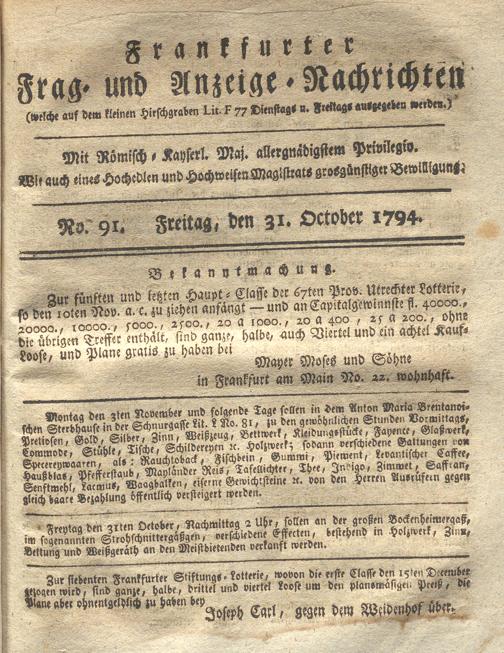 Frankfurter
Frag- und Anzeige-Nachrichten
(welche auf dem kleinen Hirschgraben Lit. F 77 Dienstags u. Freitags ausgegeben werden.)
Mit Römisch-Kayserl. Maj. allergnädigstem Privilegio.
Wie auch eines Hochedlen und Hochweisen Magistrats grosgünstiger Bewilligung.
No. 91. Freitag, den 31. October 1794.
Bekanntmachung.
Zur fünften und letzten Haupt-Classe der 67ten Prov. Utrechter Lotterie,
so den 10ten Nov. a. c. zu ziehen anfängt — und an Capitalgewinnste fl. 40000.,
20000., 10000., 5000., 2500., 20 a 1000., 20 a 400, 25 a 200., ohne
die übrigen Treffer enthält, sind ganze, halbe, auch Viertel und ein achtel Kauf-
Loose, und Plane gratis zu haben bei
Mayer Moses und Söhne
in Frankfurt am Main No. 22. wohnhaft.
Montag den 3ten November und folgende Tage sollen in dem Anton Maria Brentanoi-
schen Sterbhause in der Schnurgasse Lit. L No. 81, zu den gewöhnlichen Stunden Vormittags,
Pretiosen, Gold, Silber, Zinn, Weißzeug, Bettwerk, Kleidungsstücke, Fayence, Glaswerk,
Commode, Stühle, Tische, Schildereyen ꝛc. Holzwerk; sodann verschiedene Gattungen von
Specereywaaren, als: Rauchtoback, Fischbein, Gummi, Piement, Levantischer Caffee,
Hausblas, Pfefferstaub, Mayländer Reis, Tafellichter, Thee, Indigo, Zimmet, Saffran,
Senftmehl, Lacmus, Waagbalken, eiserne Gewichtsteine ꝛc. von den Herren Ausrüfern gegen
gleich baare Bezahlung öffentlich versteigert werden.
Freytag den 31ten October, Nachmittag 2 Uhr, sollen an der großen Bockenheimergaß,
im sogenannten Strohschnittergäßgen, verschiedene Effecten, bestehend in Holzwerk, Zinn,
Bettung und Weißgeräth an den Meistbietenden verkauft werden.
Zur siebenten Frankfurter Stiftungs-Lotterie, wovon die erste Classe den 15ten December
gezogen wird, sind ganze, halbe, drittel und viertel Loose um den plansmäßigen Preiß, die
Plane aber ohnentgeldlich zu haben bey
Joseph Carl, gegen dem Weidenhof über.